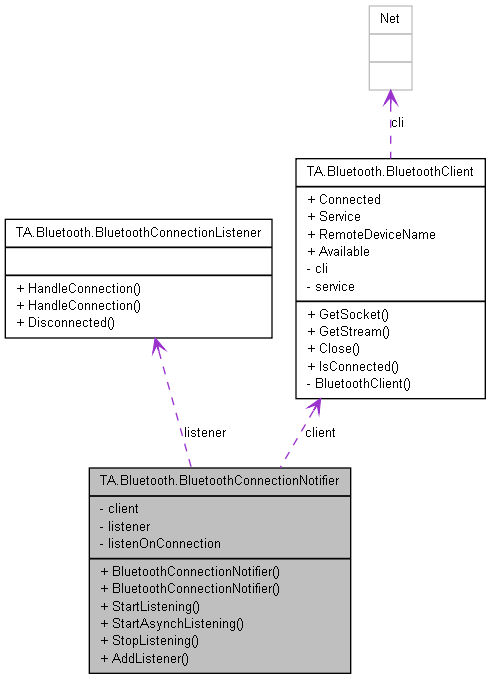 Net
cli
TA.Bluetooth.BluetoothClient
+ Connected
+ Service
+ RemoteDeviceName
+ Available
- cli
- service
+ GetSocket()
+ GetStream()
+ Close()
+ IsConnected()
- BluetoothClient()
TA.Bluetooth.BluetoothConnectionListener
+ HandleConnection()
+ HandleConnection()
+ Disconnected()
listener
client
TA.Bluetooth.BluetoothConnectionNotifier
- client
- listener
- listenOnConnection
+ BluetoothConnectionNotifier()
+ BluetoothConnectionNotifier()
+ StartListening()
+ StartAsynchListening()
+ StopListening()
+ AddListener()